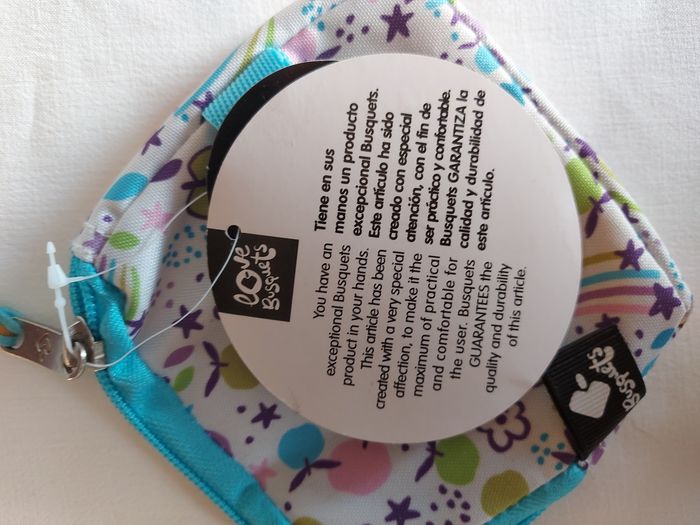 love
Busquets
Tiene en sus
manos un producto
excepcional Busquets.
Este artículo ha sido
creado con especial
atención, con el fin de
ser práctico y comfortable.
Busquets GARANTIZA la
calidad y durabilidad de
este artículo.
You have an
exceptional Busquets
product in your hands.
This article has been
created with a very special
affection, to make it the
maximum of practical
and comfortable for
the user. Busquets
GUARANTEES the
quality and durability
of this article.
Busquets